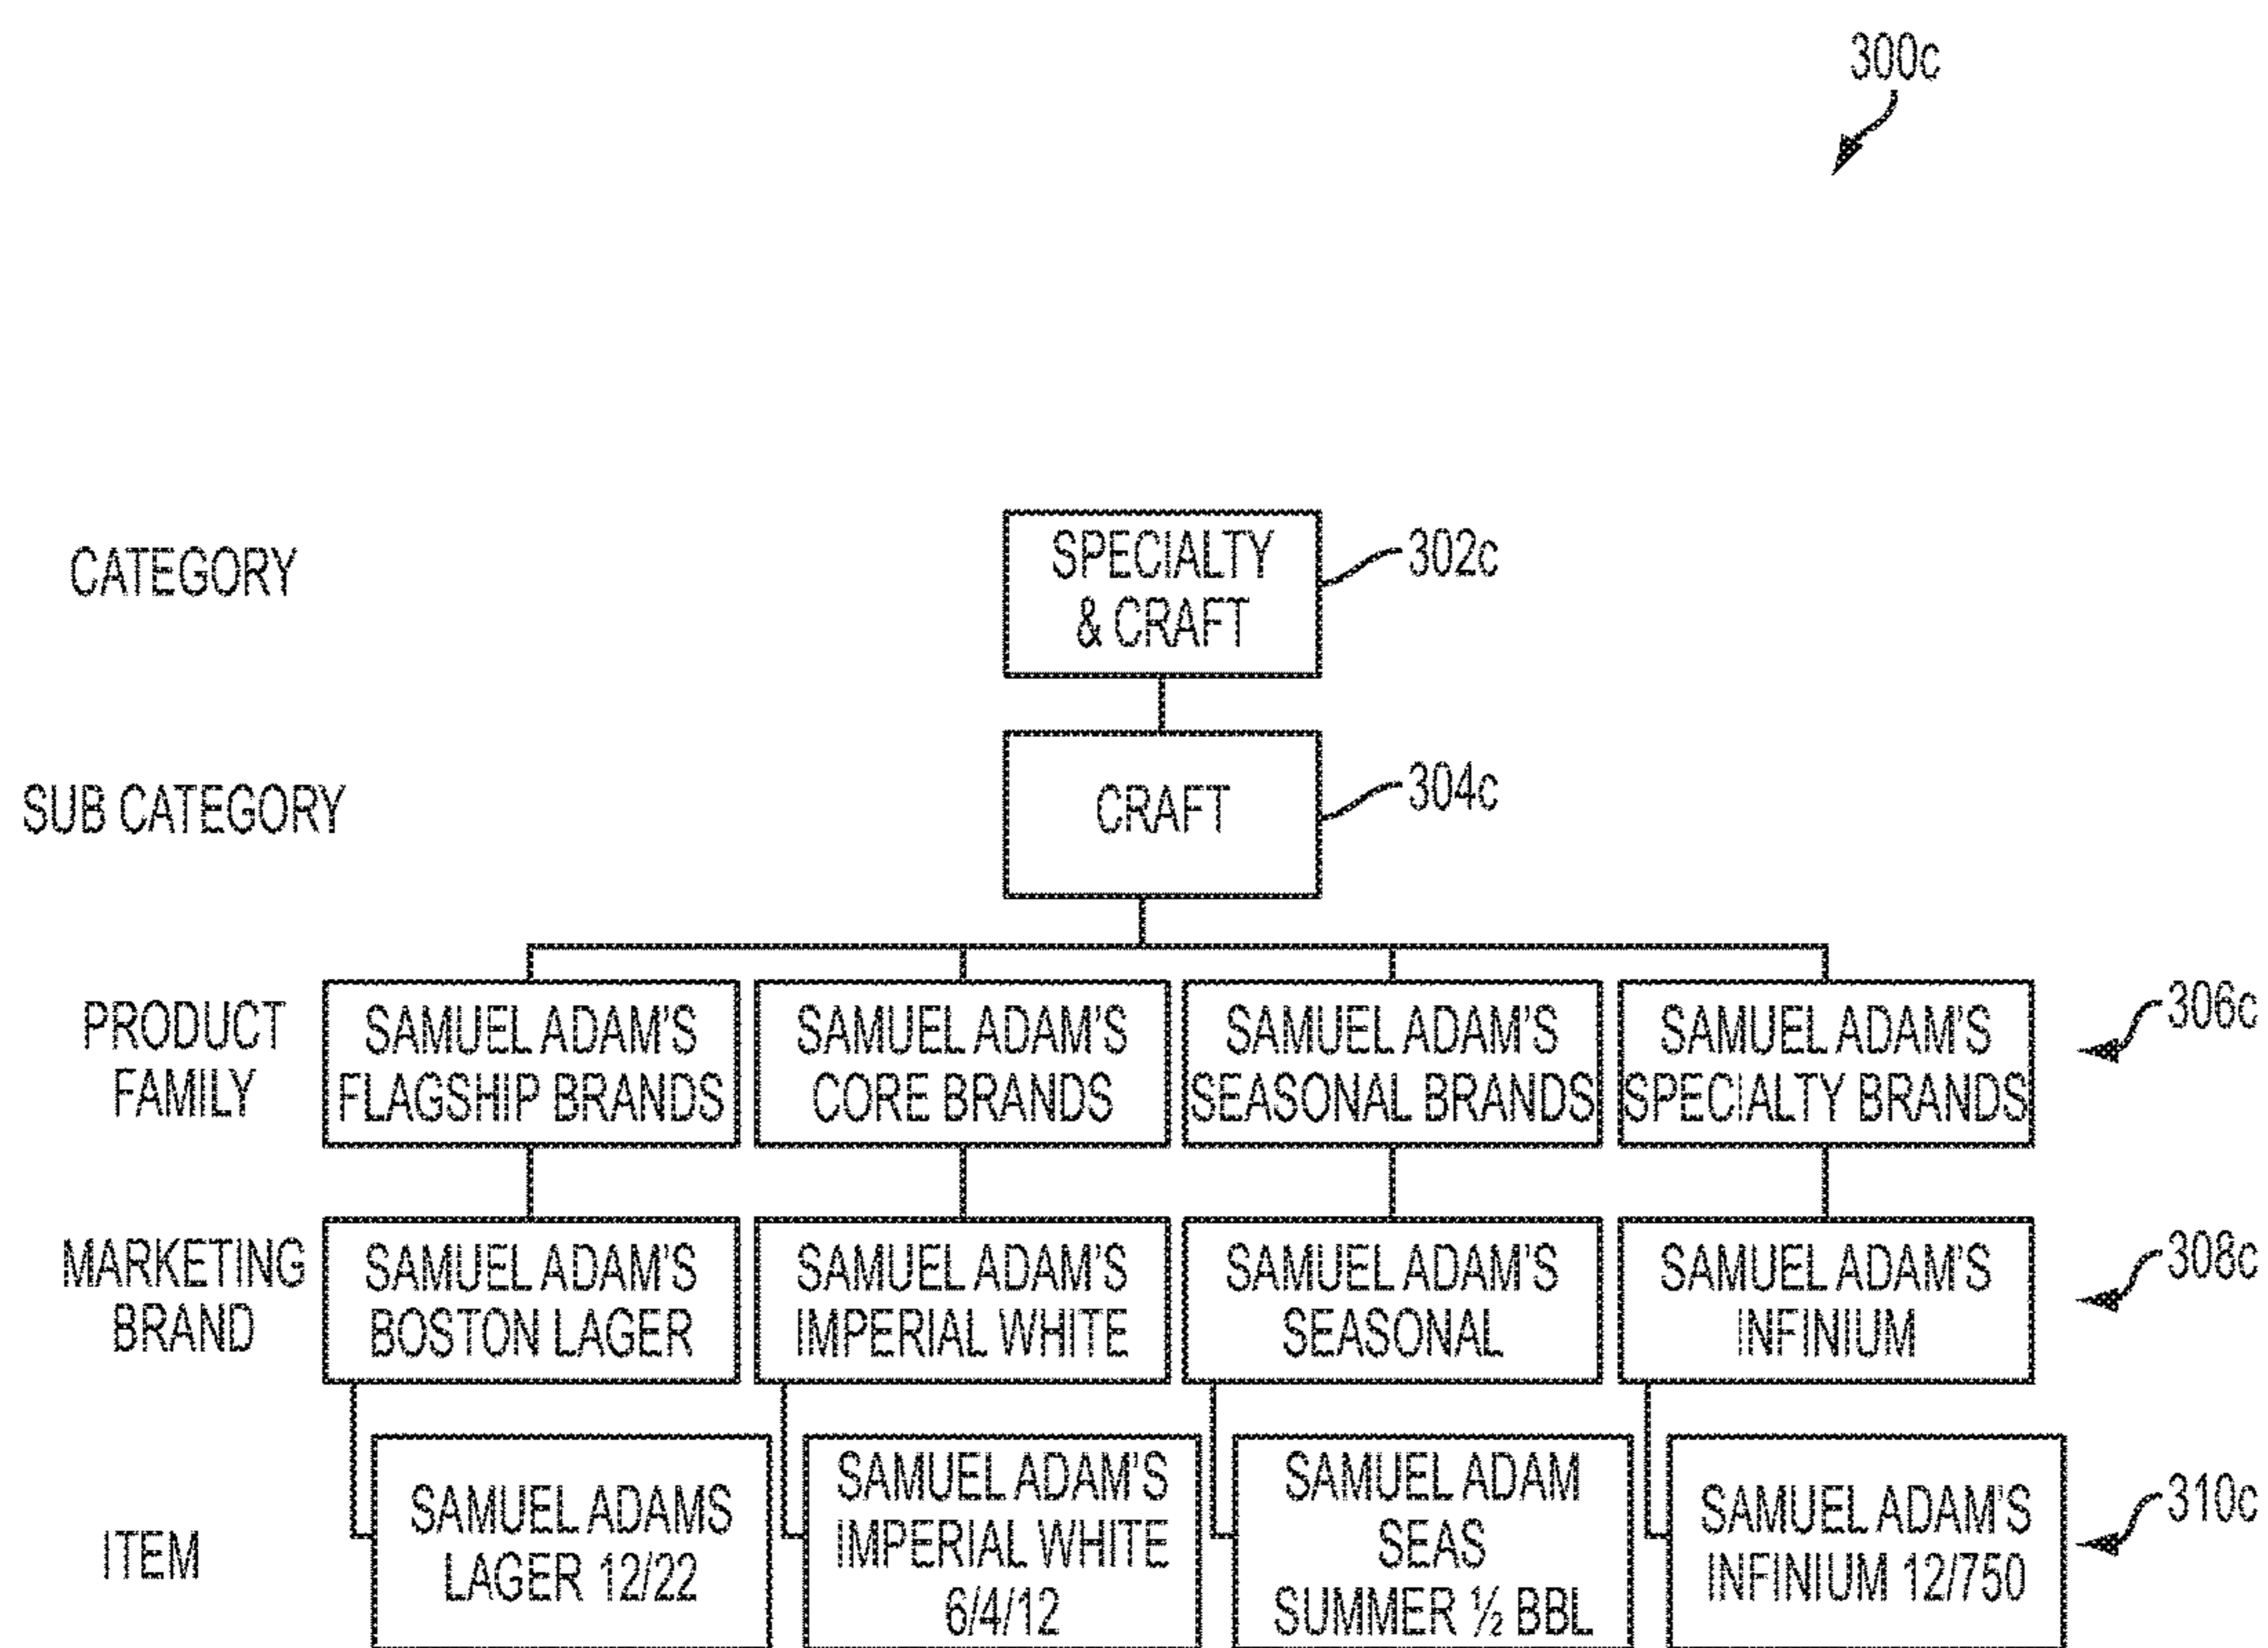 300c
CATEGORY
SPECIALTY
& CRAFT
302c
SUB CATEGORY
CRAFT
304c
PRODUCT
FAMILY
SAMUEL ADAM'S
FLAGSHIP BRANDS
SAMUEL ADAM'S
CORE BRANDS
SAMUEL ADAM'S
SEASONAL BRANDS
SAMUEL ADAM'S
SPECIALTY BRANDS
306c
MARKETING
BRAND
SAMUEL ADAM'S
BOSTON LAGER
SAMUEL ADAM'S
IMPERIAL WHITE
SAMUEL ADAM'S
SEASONAL
SAMUEL ADAM'S
INFINIUM
308c
ITEM
SAMUEL ADAMS
LAGER 12/22
SAMUEL ADAM'S
IMPERIAL WHITE
6/4/12
SAMUEL ADAM
SEAS
SUMMER ½ BBL
SAMUEL ADAM'S
INFINIUM 12/750
310c